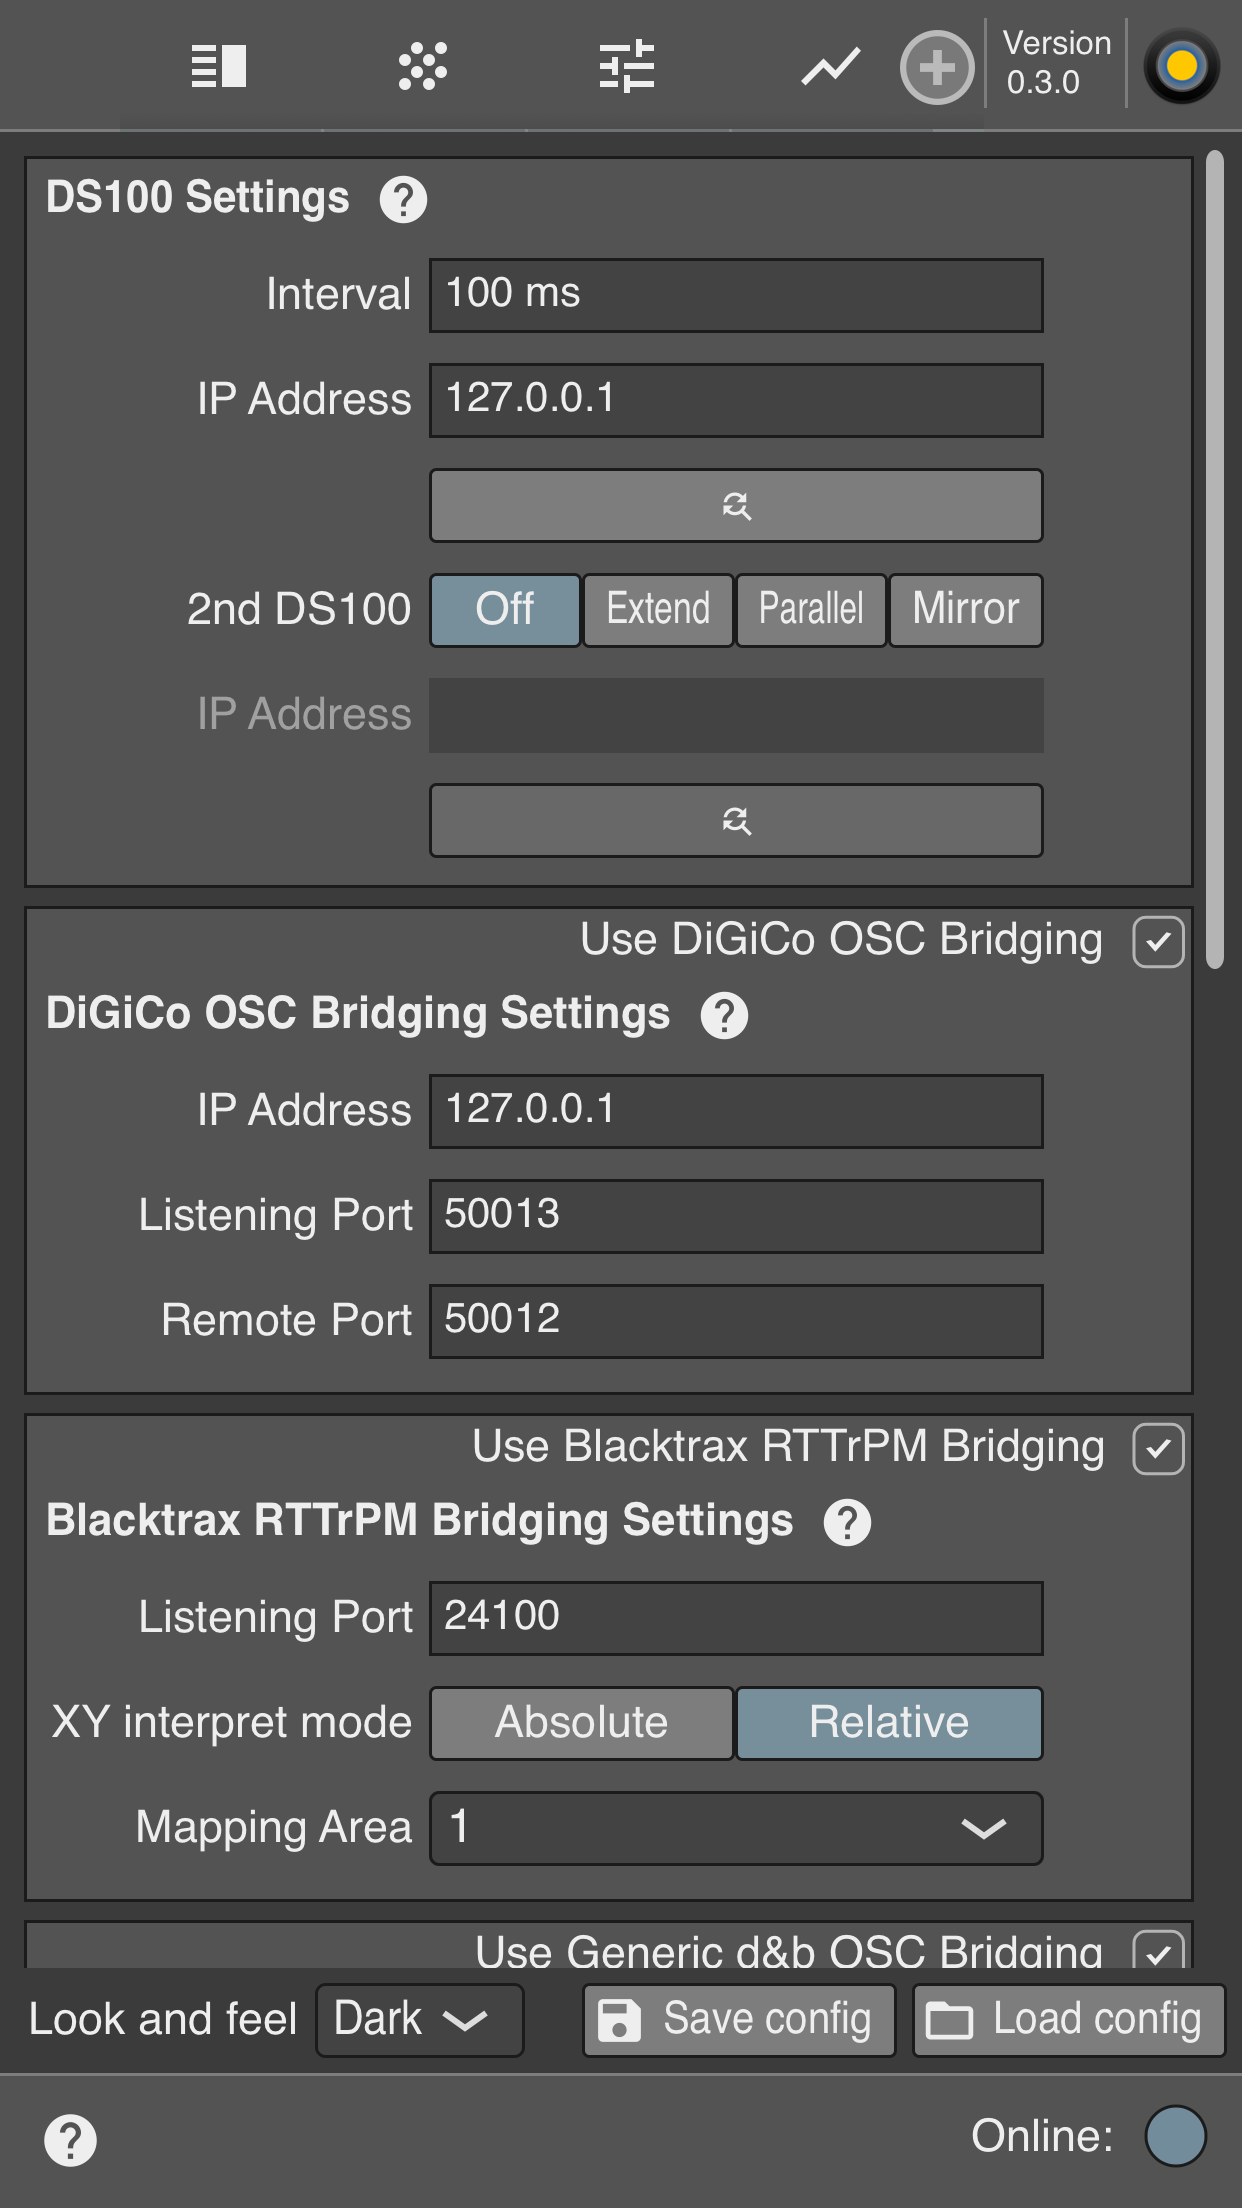 Version
0.3.0
DS100 Settings
Interval 100 ms
IP Address 127.0.0.1
2nd DS100 Off Extend Parallel Mirror
IP Address
Use DiGiCo OSC Bridging
DiGiCo OSC Bridging Settings
IP Address 127.0.0.1
Listening Port 50013
Remote Port 50012
Use Blacktrax RTTrPM Bridging
Blacktrax RTTrPM Bridging Settings
Listening Port 24100
XY interpret mode Absolute Relative
Mapping Area 1
Use Generic d&b OSC Bridging
Look and feel Dark Save config Load config
Online: